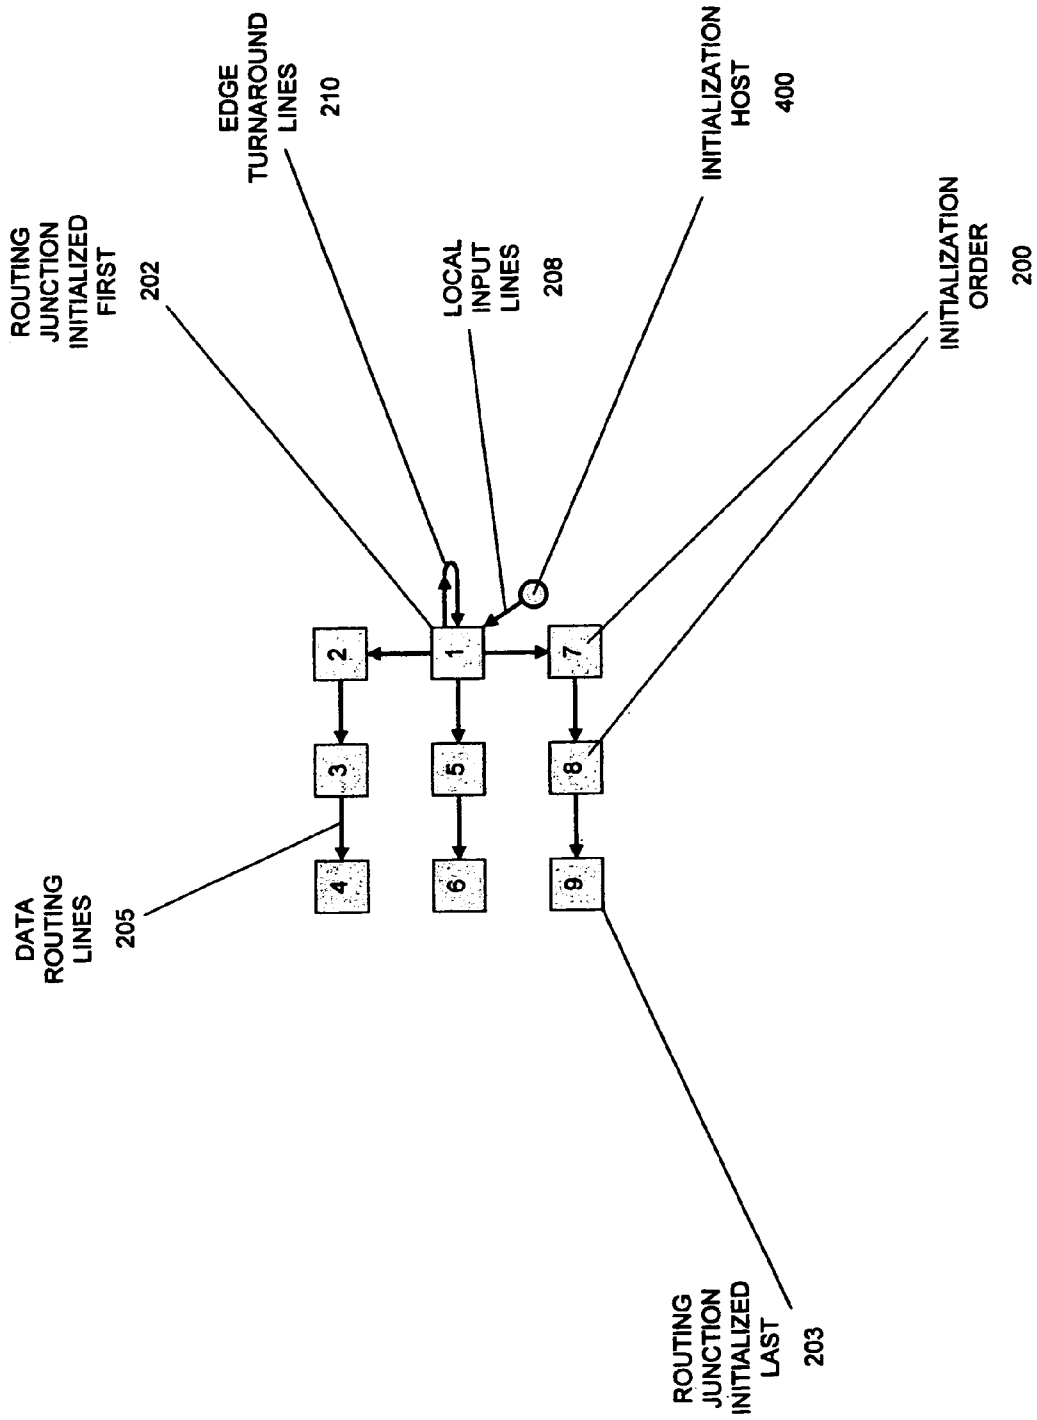 ROUTING
JUNCTION
INITIALIZED
FIRST
202
EDGE
TURNAROUND
LINES
210
LOCAL
INPUT
LINES
208
INITIALIZATION
HOST
400
INITIALIZATION
ORDER
200
DATA
ROUTING
LINES
205
ROUTING
JUNCTION
INITIALIZED
LAST
203
4
3
2
6
5
1
9
8
7